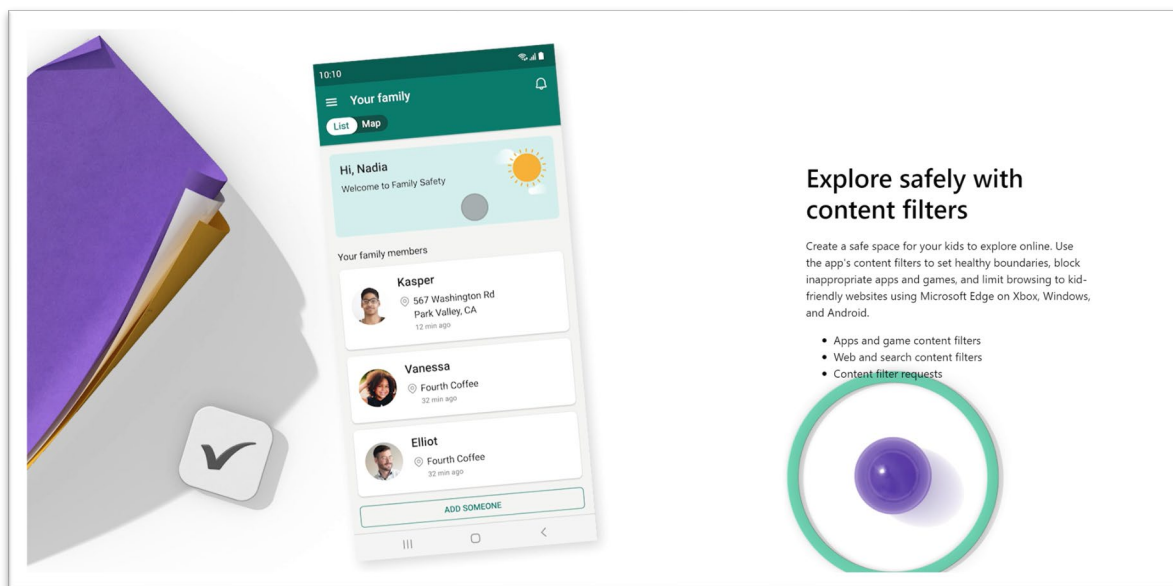 10:10
Your family
List Map
Hi, Nadia
Welcome to Family Safety
Your family members
Kasper
567 Washington Rd
Park Valley, CA
12 min ago
Vanessa
Fourth Coffee
32 min ago
Elliot
Fourth Coffee
32 min ago
ADD SOMEONE
Explore safely with
content filters
Create a safe space for your kids to explore online. Use
the app's content filters to set healthy boundaries, block
inappropriate apps and games, and limit browsing to kid-
friendly websites using Microsoft Edge on Xbox, Windows,
and Android.
• Apps and game content filters
• Web and search content filters
• Content filter requests